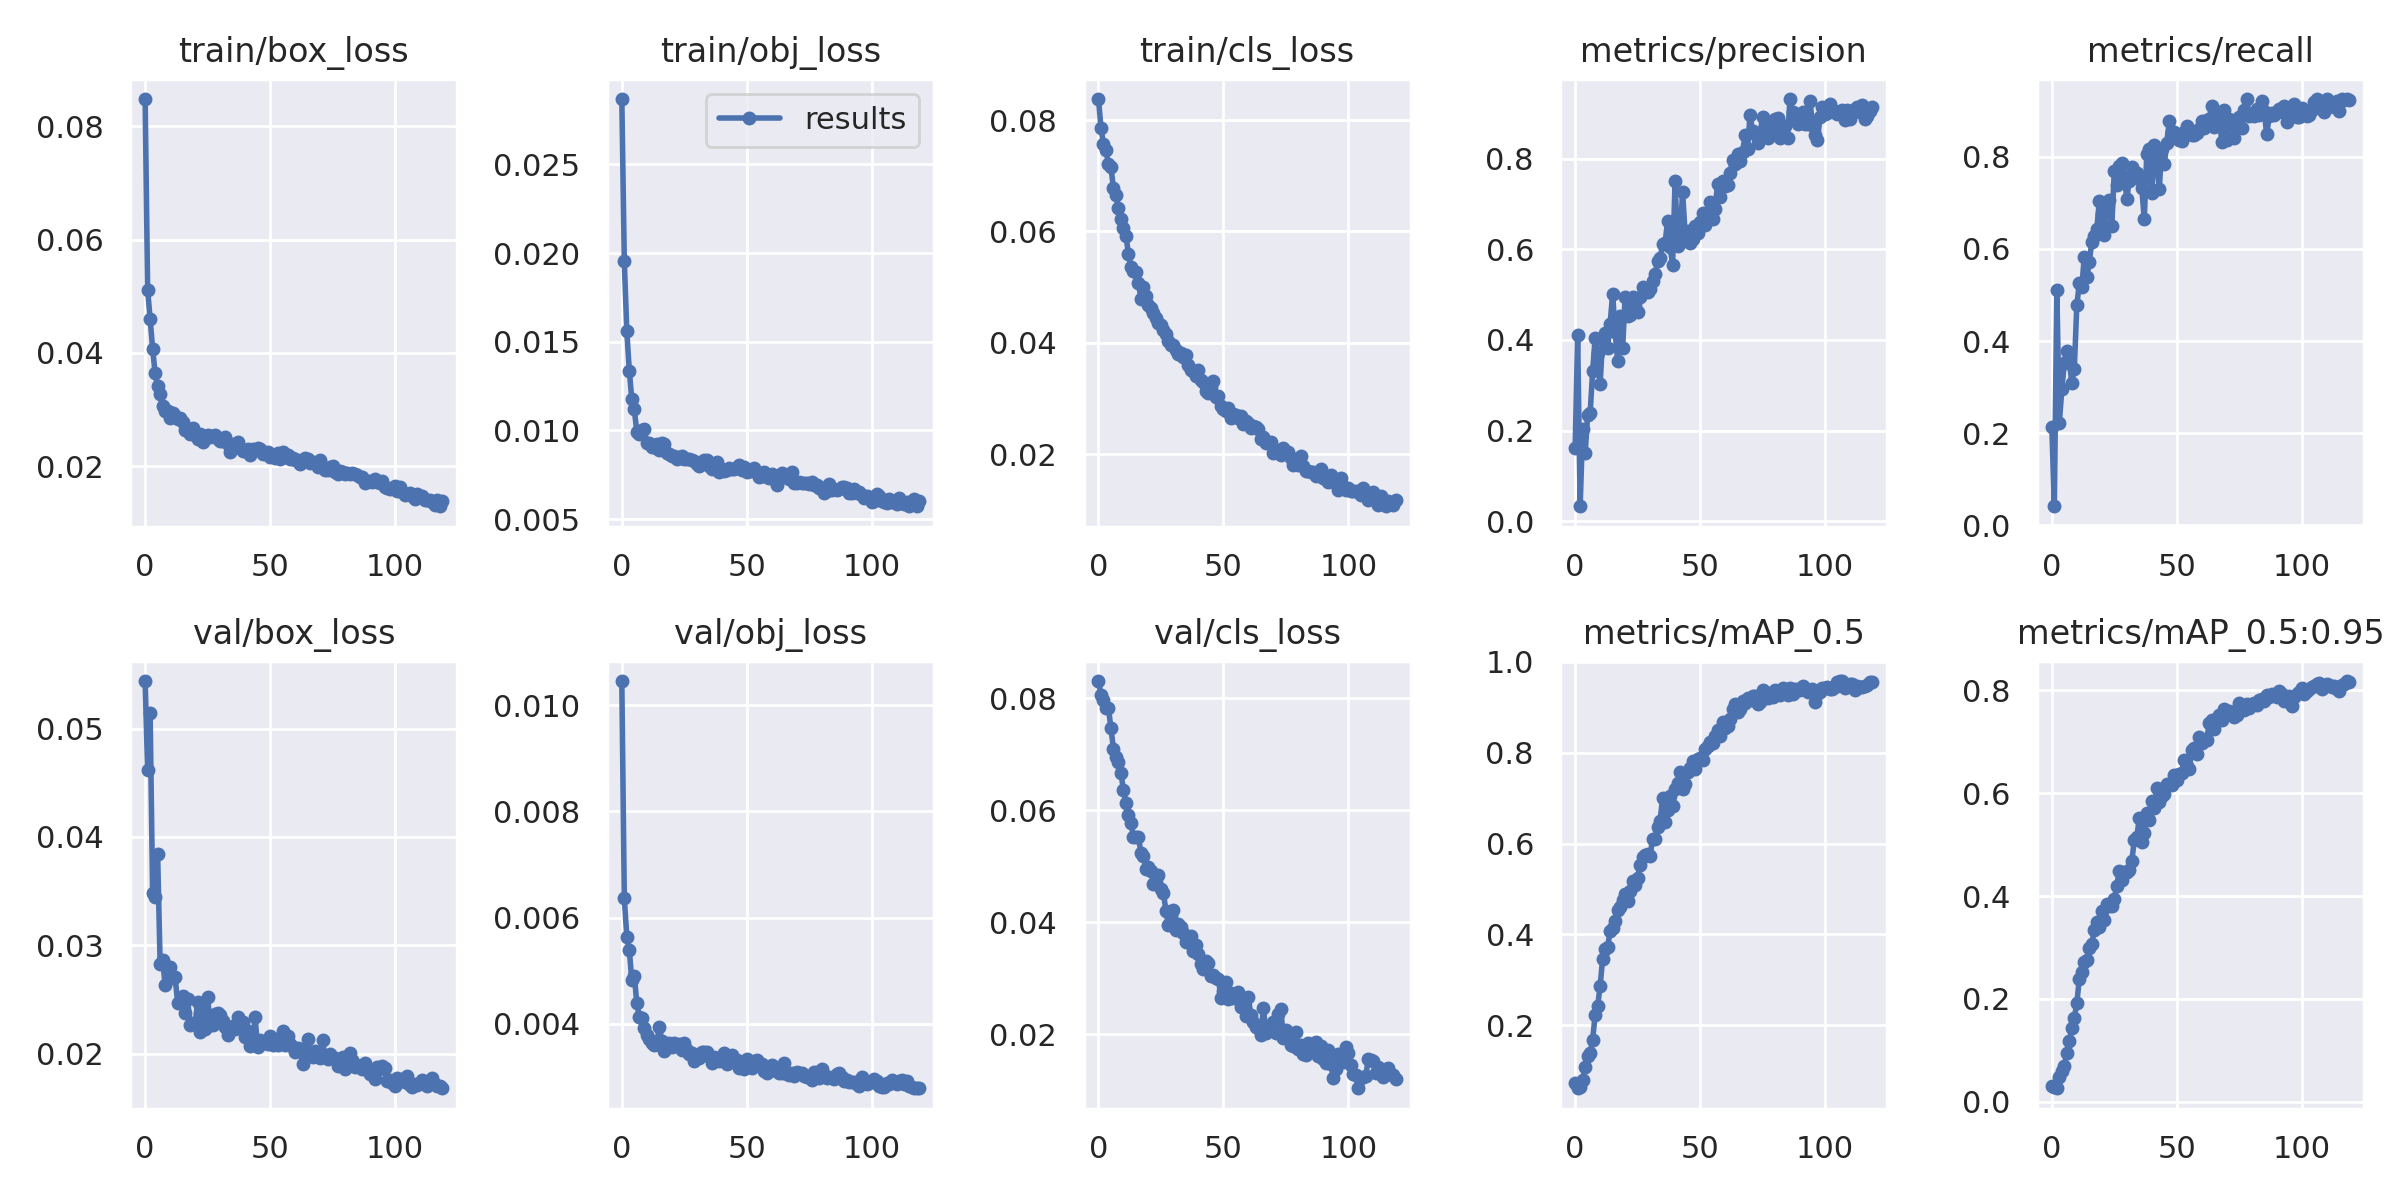 train/box_loss
0.08
0.06
0.04
0.02
0 50 100
train/obj_loss
results
0.025
0.020
0.015
0.010
0.005
0 50 100
train/cls_loss
0.08
0.06
0.04
0.02
0 50 100
metrics/precision
0.8
0.6
0.4
0.2
0.0
0 50 100
metrics/recall
0.8
0.6
0.4
0.2
0.0
0 50 100
val/box_loss
0.05
0.04
0.03
0.02
0 50 100
val/obj_loss
0.010
0.008
0.006
0.004
0 50 100
val/cls_loss
0.08
0.06
0.04
0.02
0 50 100
metrics/mAP_0.5
1.0
0.8
0.6
0.4
0.2
0 50 100
metrics/mAP_0.5:0.95
0.8
0.6
0.4
0.2
0.0
0 50 100